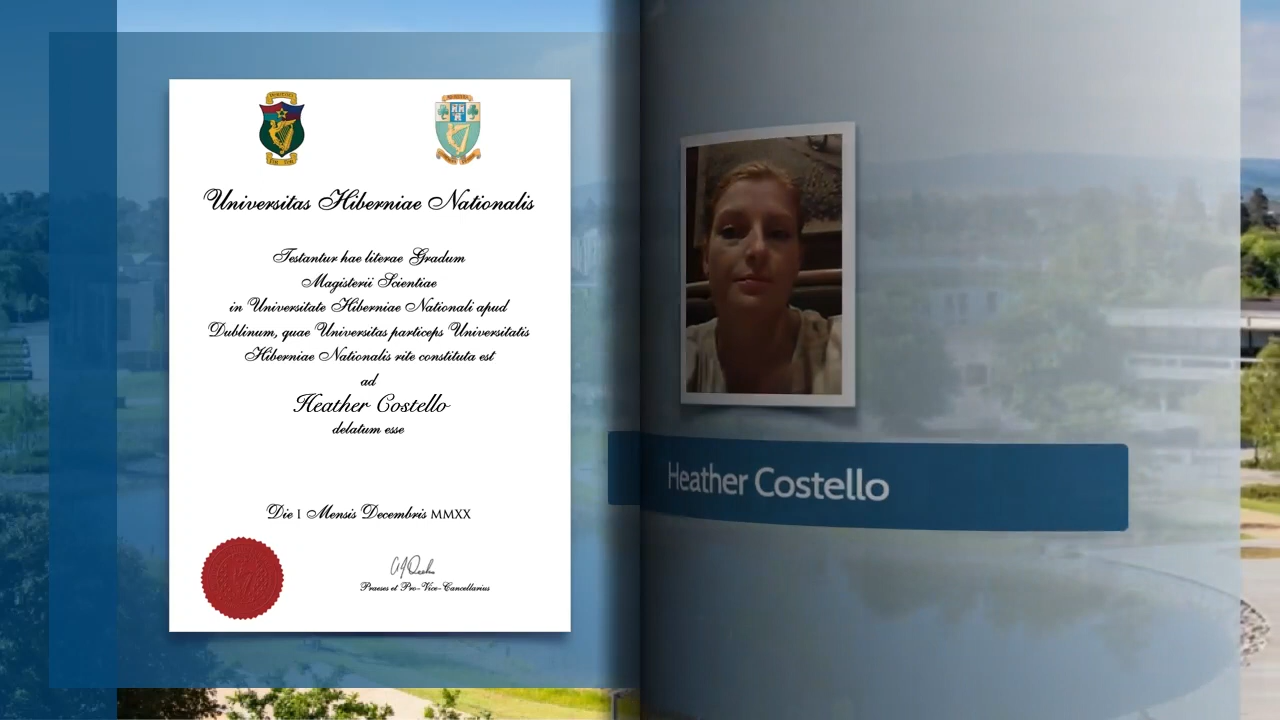 Universitas Hiberniae Nationalis
Testantur hae literae Gradum
Magisterii Scientiae
in Universitate Hiberniae Nationali apud
Dublinum, quae Universitas particeps Universitatis
Hiberniae Nationalis rite constituta est
ad
Heather Costello
delatum esse
Die I Mensis Decembris MMXX
Praeses et Pro-Vice-Cancellarius
Heather Costello